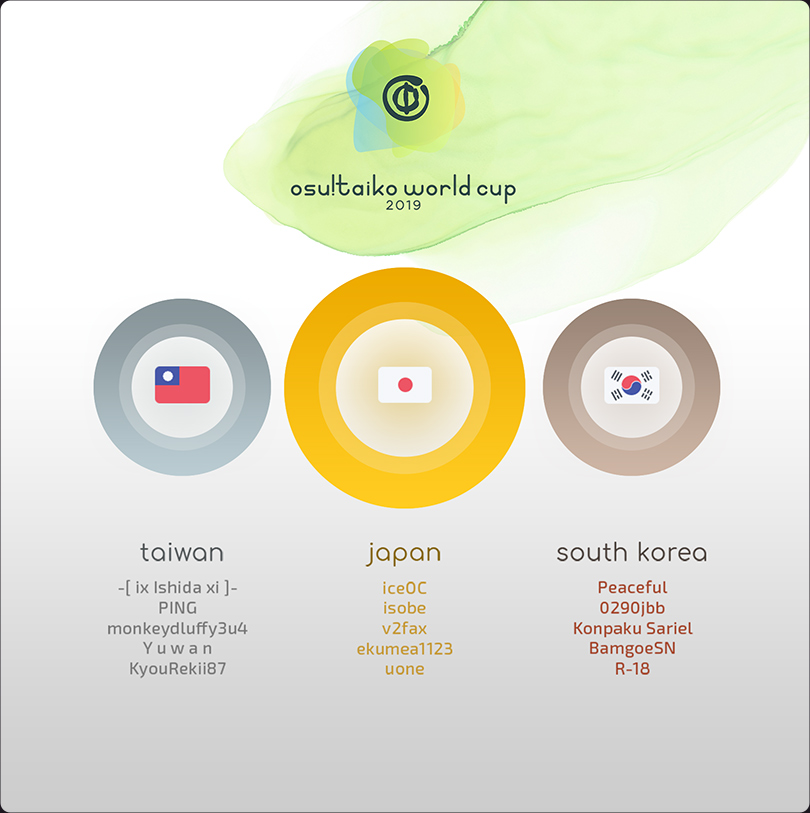 osu!taiko world cup
2019
taiwan
-[ ix Ishida xi ]-
PING
monkeydluffy3u4
Y u w a n
KyouRekii87
japan
iceOC
isobe
v2fax
ekumea1123
uone
south korea
Peaceful
0290jbb
Konpaku Sariel
BamgoeSN
R-18